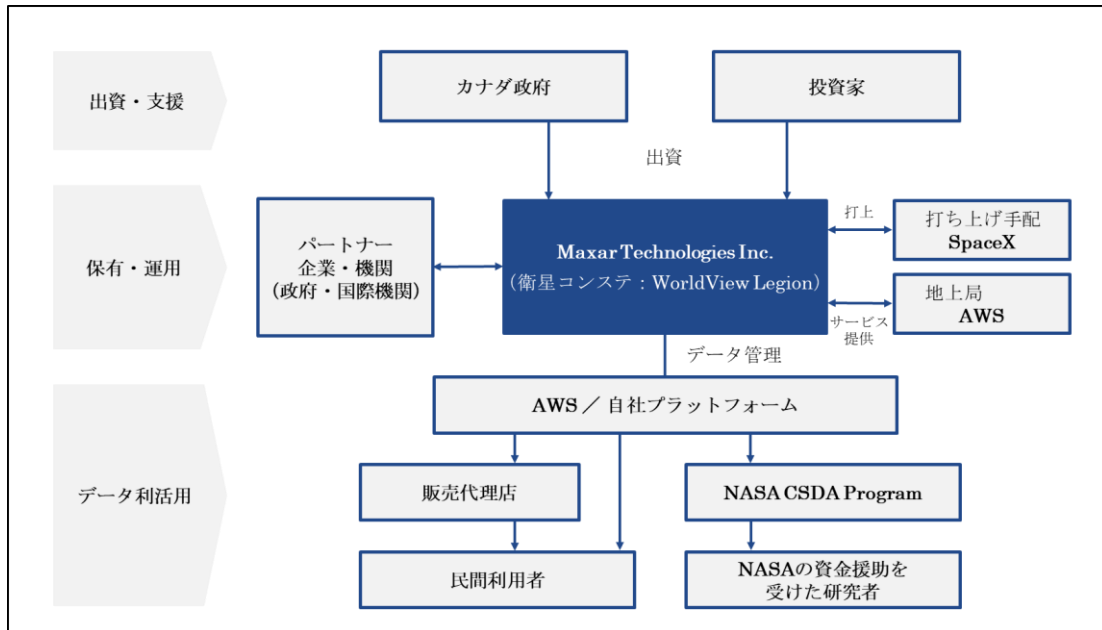 出資・支援
カナダ政府
投資家
出資
保有・運用
パートナー
企業・機関
(政府・国際機関)
Maxar Technologies Inc.
（衛星コンステ：WorldView Legion）
打上
打ち上げ手配
SpaceX
サービス
提供
地上局
AWS
データ管理
データ利活用
AWS ／ 自社プラットフォーム
販売代理店
NASA CSDA Program
民間利用者
NASAの資金援助を
受けた研究者